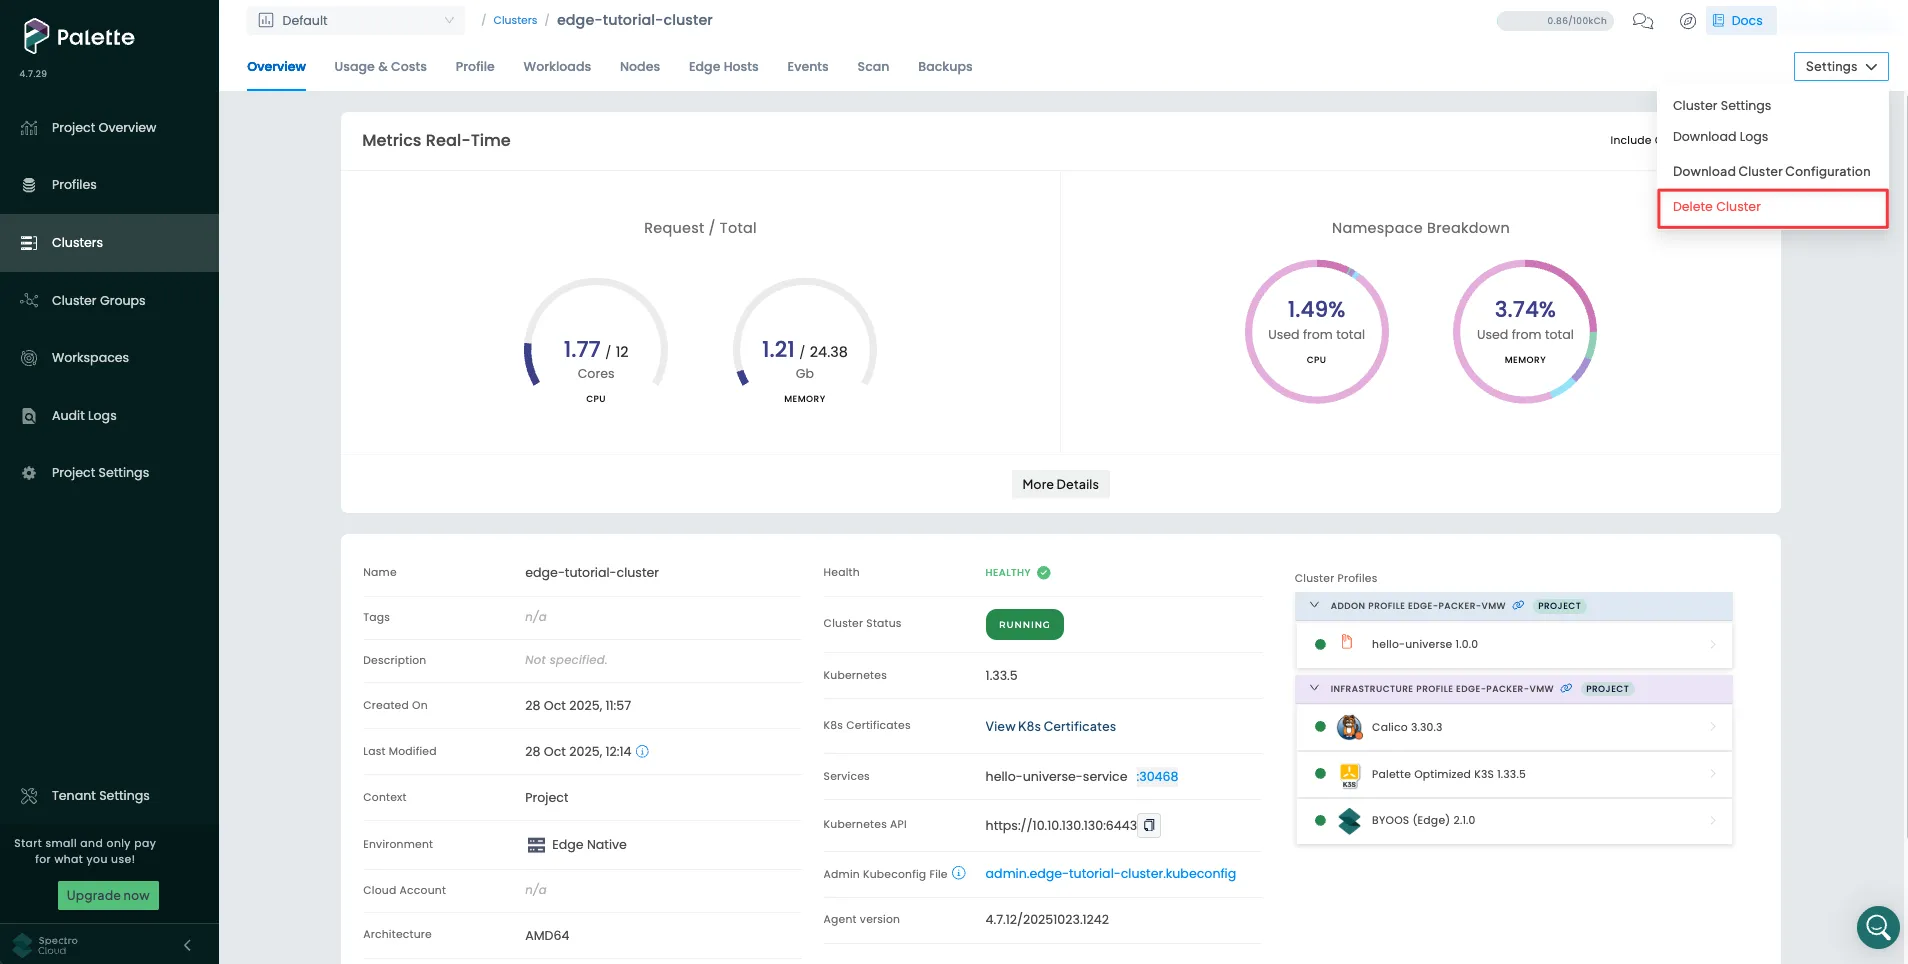 Palette
4.7.29
Project Overview
Profiles
Clusters
Cluster Groups
Workspaces
Audit Logs
Project Settings
Tenant Settings
Start small and only pay
for what you use!
Upgrade now
Spectro
Cloud
Default
/ Clusters / edge-tutorial-cluster
0.86/100kCh
Docs
Overview
Usage & Costs
Profile
Workloads
Nodes
Edge Hosts
Events
Scan
Backups
Settings
Cluster Settings
Download Logs
Download Cluster Configuration
Delete Cluster
Metrics Real-Time
Include
Request / Total
1.77 / 12
Cores
CPU
1.21 / 24.38
Gb
MEMORY
Namespace Breakdown
1.49%
Used from total
CPU
3.74%
Used from total
MEMORY
More Details
Name edge-tutorial-cluster
Tags n/a
Description Not specified.
Created On 28 Oct 2025, 11:57
Last Modified 28 Oct 2025, 12:14
Context Project
Environment Edge Native
Cloud Account n/a
Architecture AMD64
Health HEALTHY
Cluster Status RUNNING
Kubernetes 1.33.5
K8s Certificates View K8s Certificates
Services hello-universe-service :30468
Kubernetes API https://10.10.130.130:6443
Admin Kubeconfig File admin.edge-tutorial-cluster.kubeconfig
Agent version 4.7.12/20251023.1242
Cluster Profiles
ADDON PROFILE EDGE-PACKER-VMW PROJECT
hello-universe 1.0.0
INFRASTRUCTURE PROFILE EDGE-PACKER-VMW PROJECT
Calico 3.30.3
K3S
Palette Optimized K3S 1.33.5
BYOOS (Edge) 2.1.0